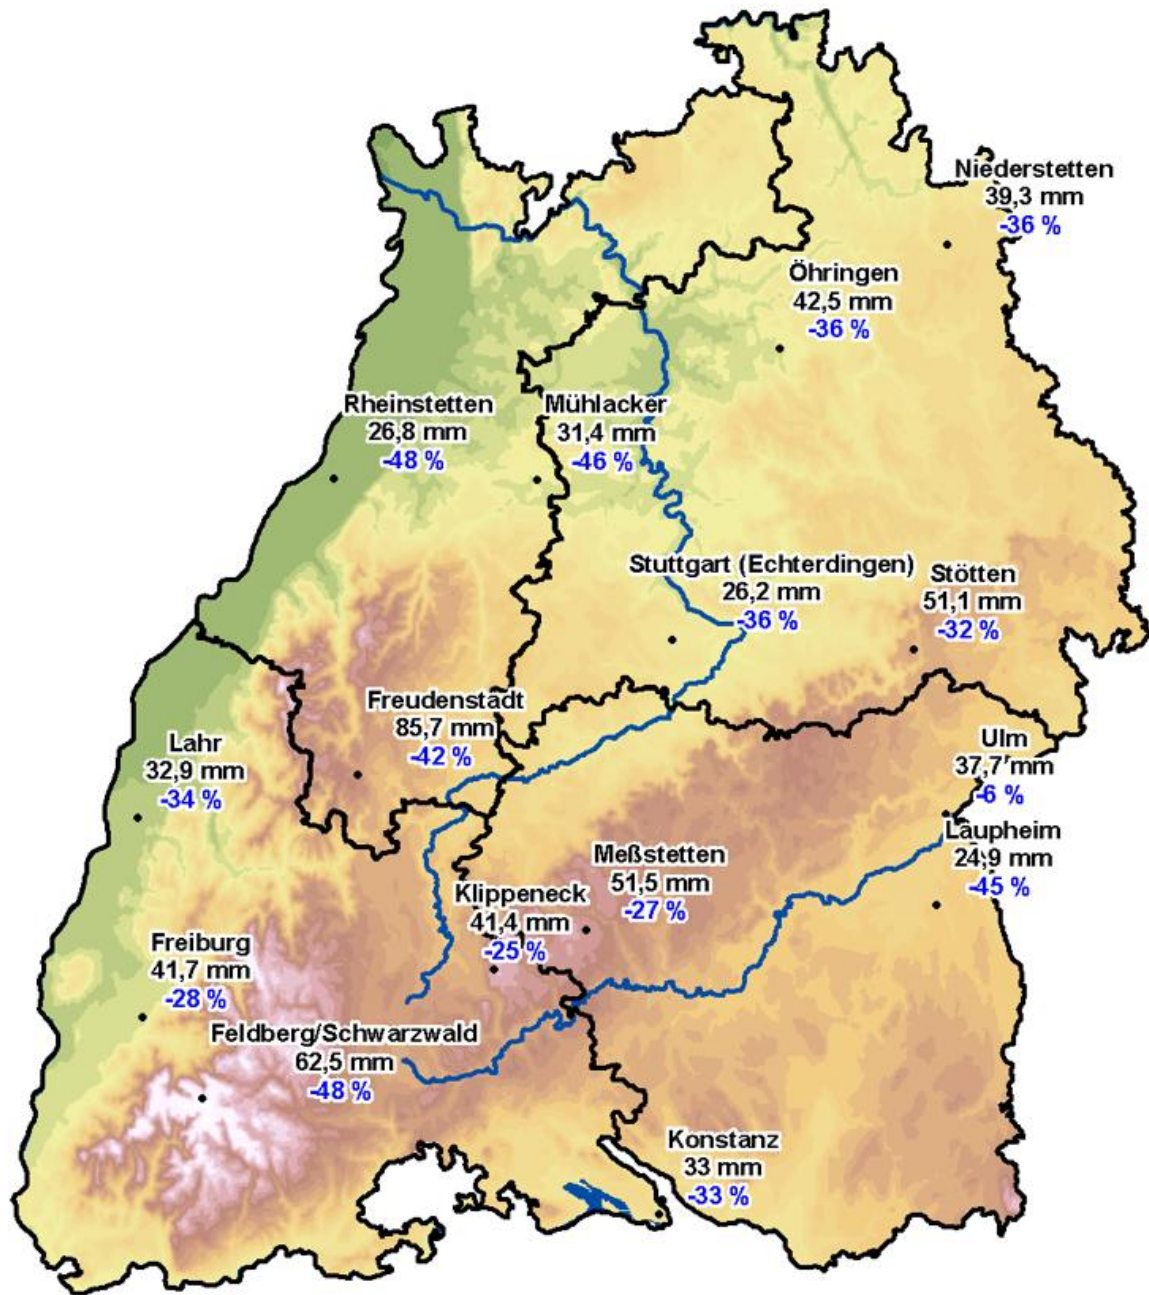 Niederstetten
39,3 mm
-36 %
Öhringen
42,5 mm
-36 %
Rheinstetten
26,8 mm
-48 %
Mühlacker
31,4 mm
-46 %
Stuttgart (Echterdingen)
26,2 mm
-36 %
Stötten
51,1 mm
-32 %
Freudenstadt
85,7 mm
-42 %
Lahr
32,9 mm
-34 %
Ulm
37,7 mm
-6 %
Laupheim
24,9 mm
-45 %
Meßstetten
51,5 mm
-27 %
Klippeneck
41,4 mm
-25 %
Freiburg
41,7 mm
-28 %
Feldberg/Schwarzwald
62,5 mm
-48 %
Konstanz
33 mm
-33 %